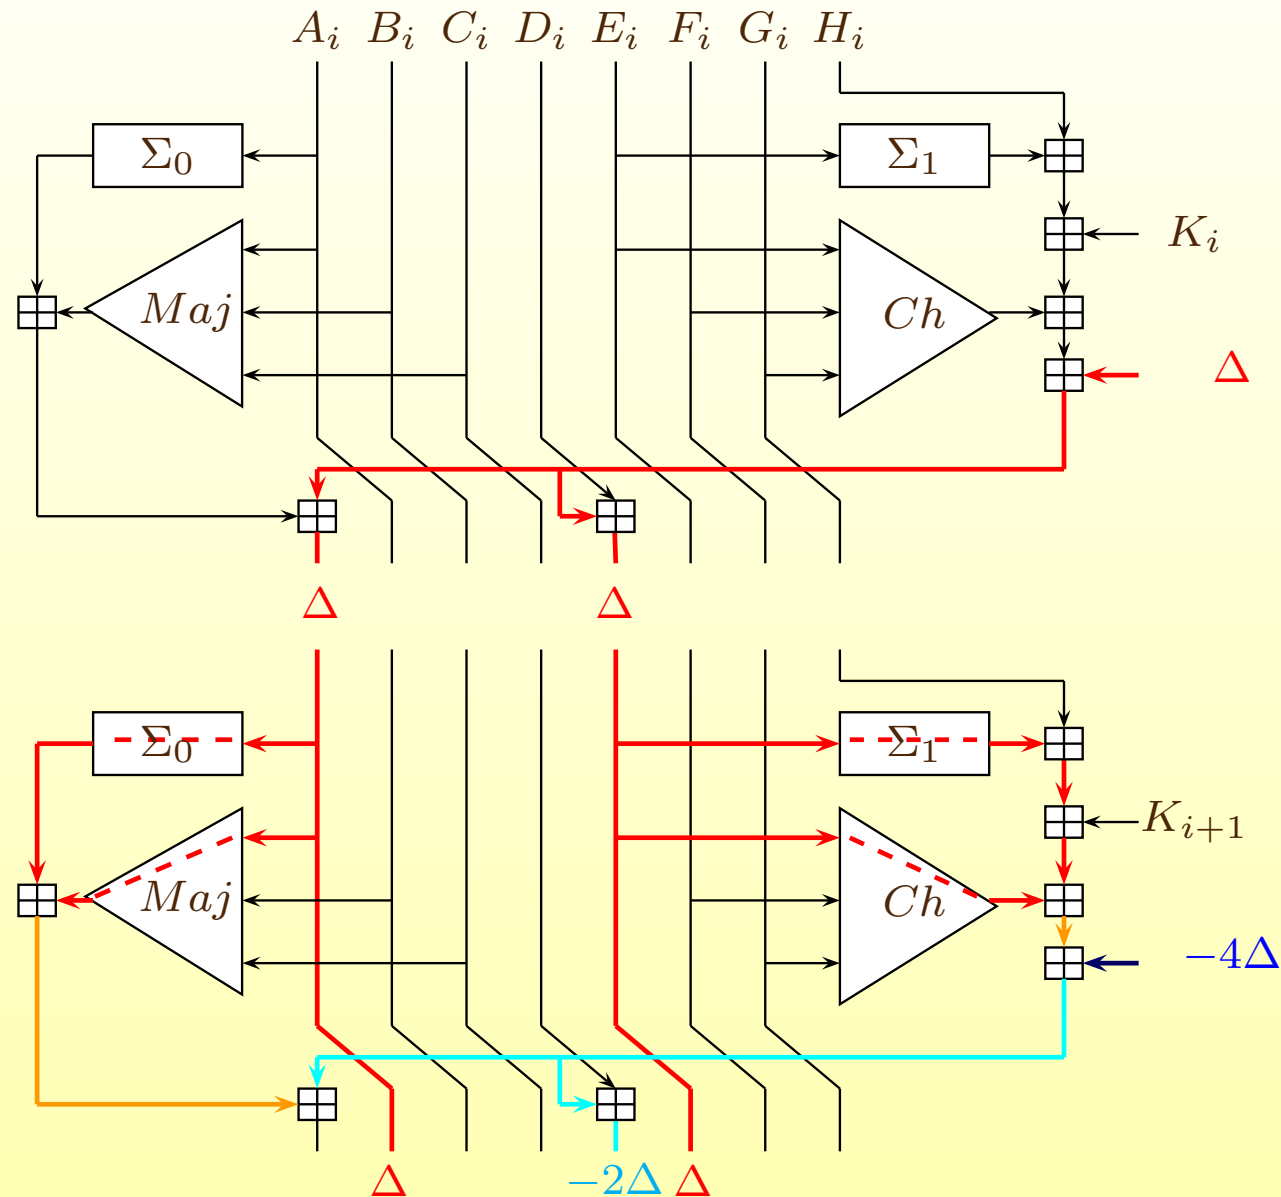 A_i B_i C_i D_i E_i F_i G_i H_i
Σ_0 Σ_1
K_i
Maj Ch
Δ
Δ Δ
Σ_0 Σ_1
K_{i+1}
Maj Ch
−4Δ
Δ −2Δ Δ